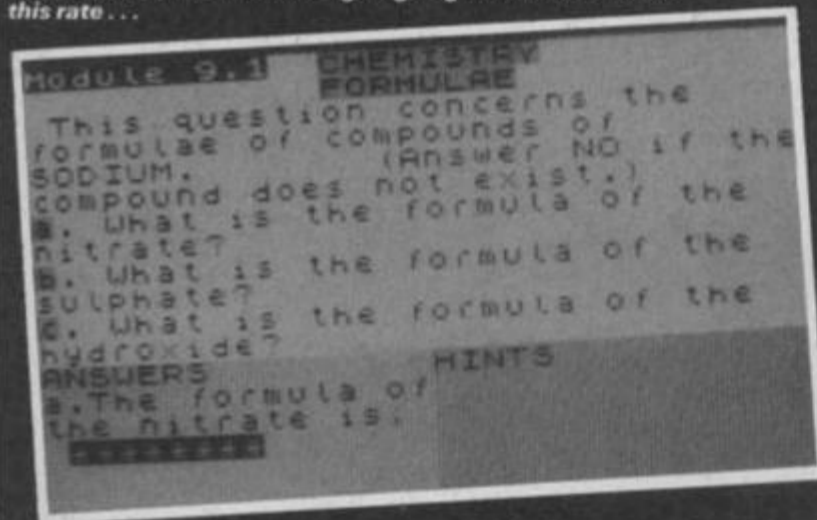 this rate...
Module 9.1
CHEMISTRY
FORMULAE
This question concerns the
formulae of compounds of
SODIUM. (Answer NO if the
compound does not exist.)
a. What is the formula of the
nitrate?
b. What is the formula of the
sulphate?
c. What is the formula of the
hydroxide?
ANSWERS
HINTS
a.The formula of
the nitrate is.